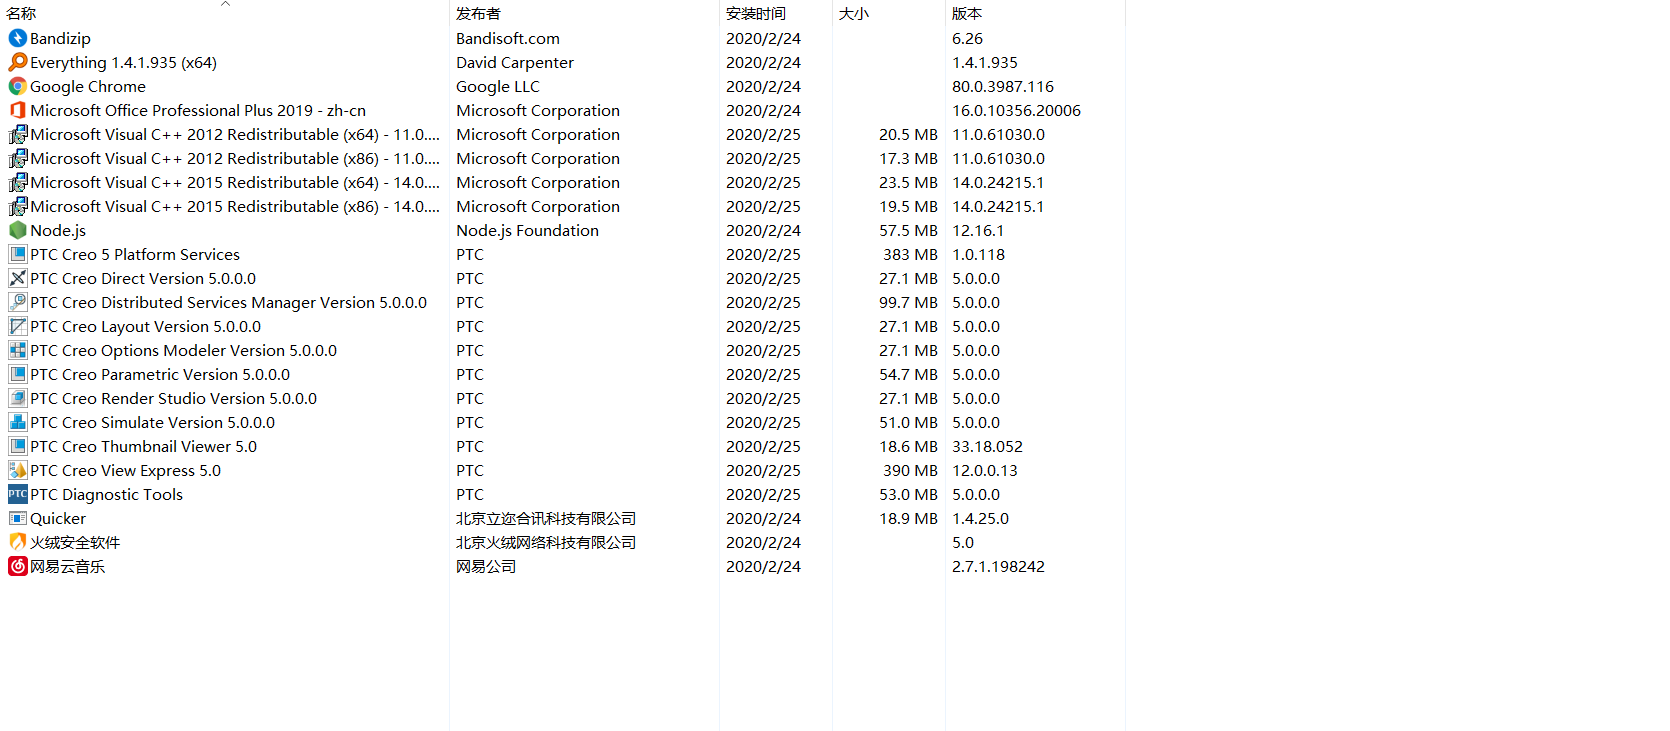 名称 发布者 安装时间 大小 版本
Bandizip Bandisoft.com 2020/2/24 6.26
Everything 1.4.1.935 (x64) David Carpenter 2020/2/24 1.4.1.935
Google Chrome Google LLC 2020/2/24 80.0.3987.116
Microsoft Office Professional Plus 2019 - zh-cn Microsoft Corporation 2020/2/24 16.0.10356.20006
Microsoft Visual C++ 2012 Redistributable (x64) - 11.0.... Microsoft Corporation 2020/2/25 20.5 MB 11.0.61030.0
Microsoft Visual C++ 2012 Redistributable (x86) - 11.0.... Microsoft Corporation 2020/2/25 17.3 MB 11.0.61030.0
Microsoft Visual C++ 2015 Redistributable (x64) - 14.0.... Microsoft Corporation 2020/2/25 23.5 MB 14.0.24215.1
Microsoft Visual C++ 2015 Redistributable (x86) - 14.0.... Microsoft Corporation 2020/2/25 19.5 MB 14.0.24215.1
Node.js Node.js Foundation 2020/2/24 57.5 MB 12.16.1
PTC Creo 5 Platform Services PTC 2020/2/25 383 MB 1.0.118
PTC Creo Direct Version 5.0.0.0 PTC 2020/2/25 27.1 MB 5.0.0.0
PTC Creo Distributed Services Manager Version 5.0.0.0 PTC 2020/2/25 99.7 MB 5.0.0.0
PTC Creo Layout Version 5.0.0.0 PTC 2020/2/25 27.1 MB 5.0.0.0
PTC Creo Options Modeler Version 5.0.0.0 PTC 2020/2/25 27.1 MB 5.0.0.0
PTC Creo Parametric Version 5.0.0.0 PTC 2020/2/25 54.7 MB 5.0.0.0
PTC Creo Render Studio Version 5.0.0.0 PTC 2020/2/25 27.1 MB 5.0.0.0
PTC Creo Simulate Version 5.0.0.0 PTC 2020/2/25 51.0 MB 5.0.0.0
PTC Creo Thumbnail Viewer 5.0 PTC 2020/2/25 18.6 MB 33.18.052
PTC Creo View Express 5.0 PTC 2020/2/25 390 MB 12.0.0.13
PTC PTC Diagnostic Tools PTC 2020/2/25 53.0 MB 5.0.0.0
Quicker 北京立迩合讯科技有限公司 2020/2/24 18.9 MB 1.4.25.0
火绒安全软件 北京火绒网络科技有限公司 2020/2/24 5.0
网易云音乐 网易公司 2020/2/24 2.7.1.198242